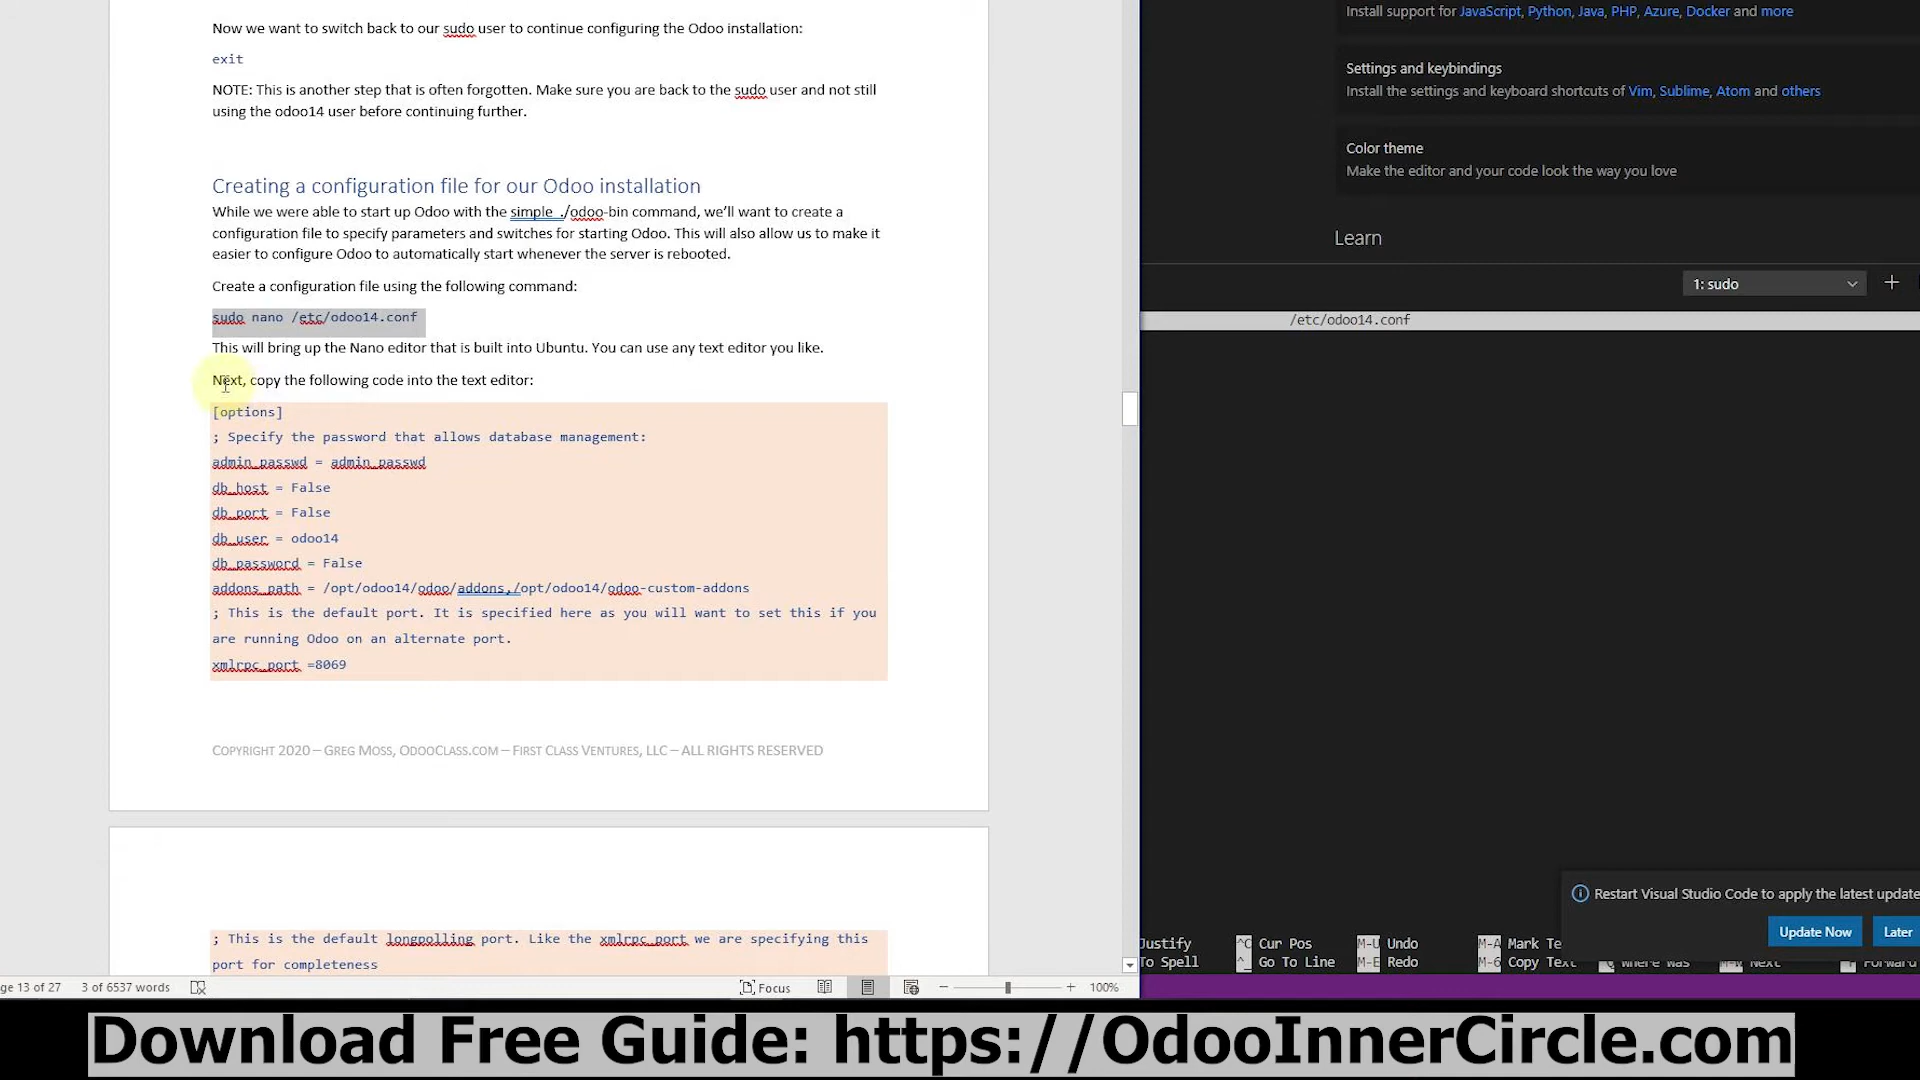 Now we want to switch back to our sudo user to continue configuring the Odoo installation:
exit
NOTE: This is another step that is often forgotten. Make sure you are back to the sudo user and not still
using the odoo14 user before continuing further.
Creating a configuration file for our Odoo installation
While we were able to start up Odoo with the simple ./odoo-bin command, we'll want to create a
configuration file to specify parameters and switches for starting Odoo. This will also allow us to make it
easier to configure Odoo to automatically start whenever the server is rebooted.
Create a configuration file using the following command:
sudo nano /etc/odoo14.conf
This will bring up the Nano editor that is built into Ubuntu. You can use any text editor you like.
Next, copy the following code into the text editor:
[options]
; Specify the password that allows database management:
admin_passwd = admin_passwd
db_host = False
db_port = False
db_user = odoo14
db_password = False
addons_path = /opt/odoo14/odoo/addons,/opt/odoo14/odoo-custom-addons
; This is the default port. It is specified here as you will want to set this if you
are running Odoo on an alternate port.
xmlrpc_port =8069
COPYRIGHT 2020 – GREG MOSS, ODOOCLASS.COM – FIRST CLASS VENTURES, LLC – ALL RIGHTS RESERVED
; This is the default longpolling port. Like the xmlrpc_port we are specifying this
port for completeness
ge 13 of 27 3 of 6537 words
Focus
100%
Install support for JavaScript, Python, Java, PHP, Azure, Docker and more
Settings and keybindings
Install the settings and keyboard shortcuts of Vim, Sublime, Atom and others
Color theme
Make the editor and your code look the way you love
Learn
1: sudo
/etc/odoo14.conf
Restart Visual Studio Code to apply the latest update
Update Now Later
Justify ^C Cur Pos M-U Undo M-A Mark Te
To Spell ^_ Go To Line M-E Redo M-6 Copy Text
Download Free Guide: https://OdooInnerCircle.com